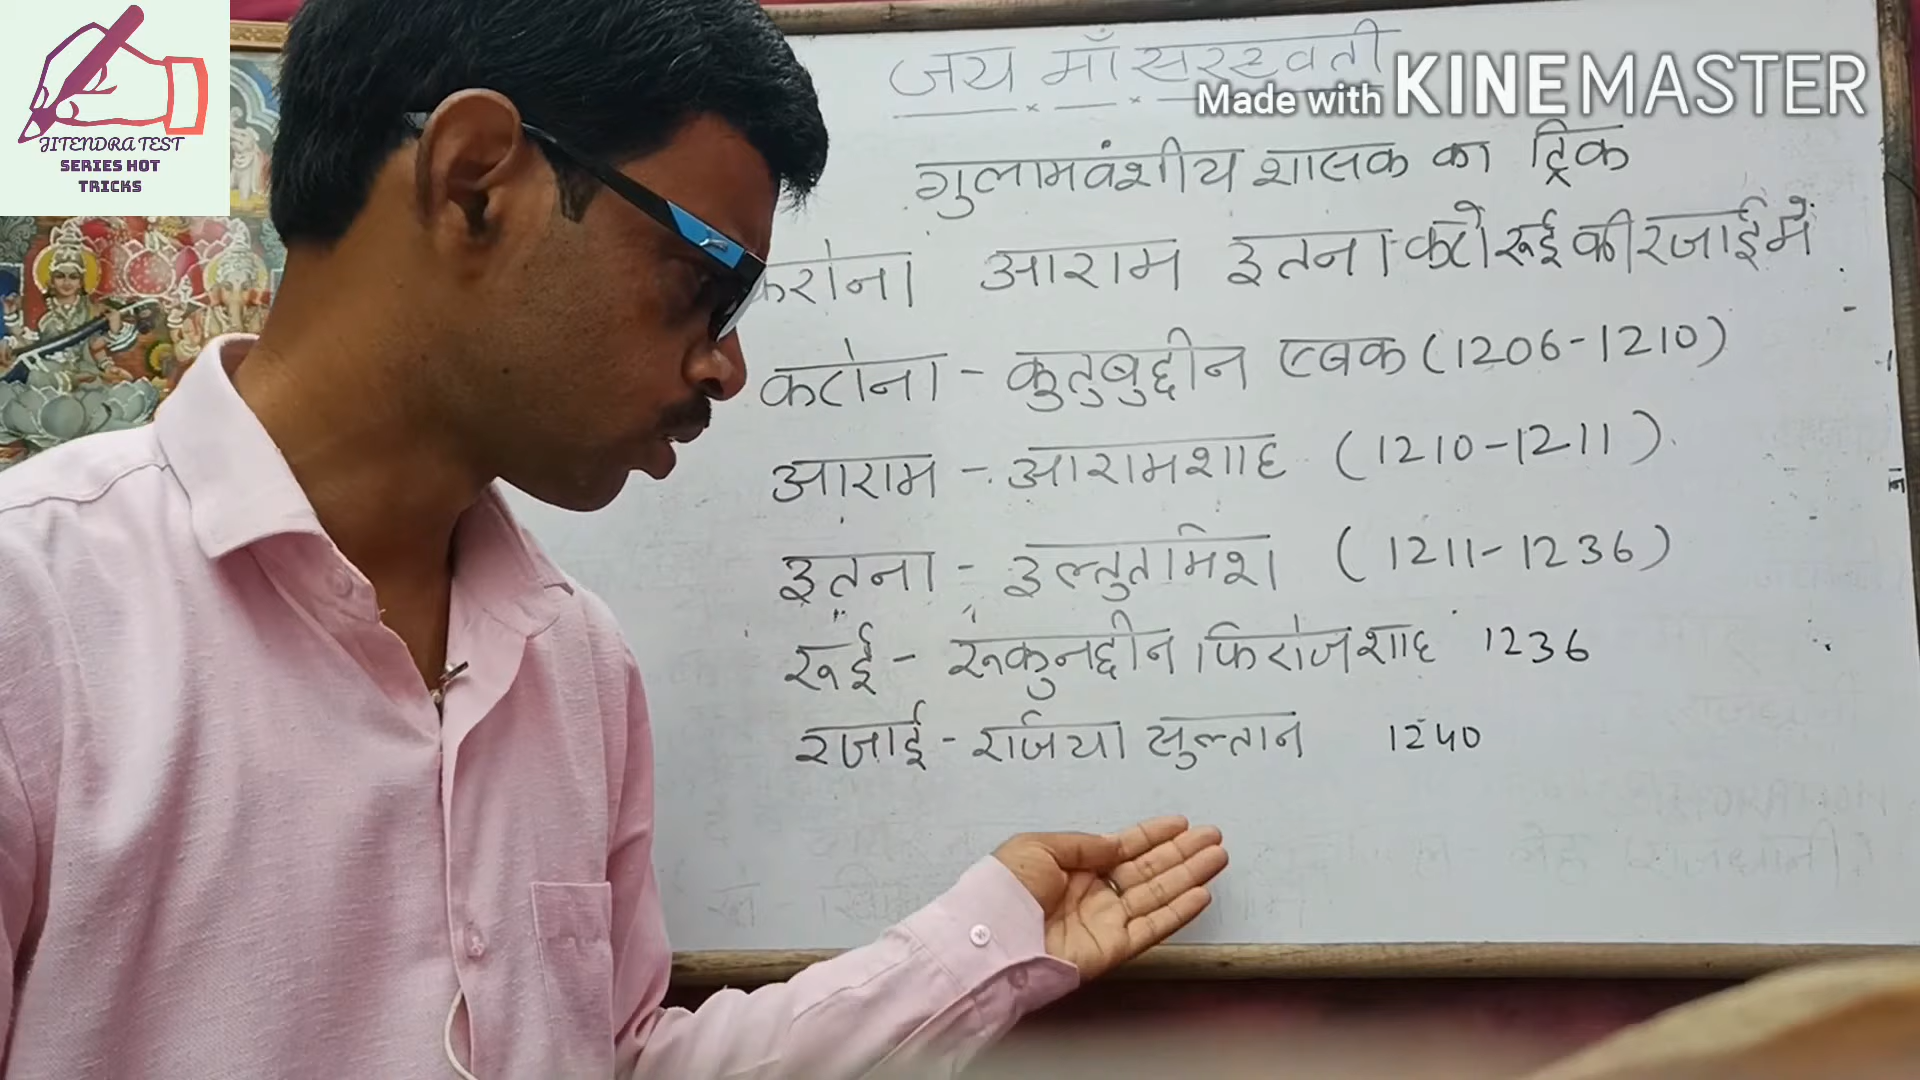 JITENDRA TEST
SERIES HOT
TRICKS
जय माँ सरस्वती
Made with KINEMASTER
गुलामवंशीय शासक का ट्रिक
करोना आराम इतना करो रूई की रजाई में
करोना - कुतुबुद्दीन एबक (1206-1210)
आराम - आरामशाह (1210-1211)
इतना - इल्तुतमिश (1211-1236)
रूई - रूकुनद्दीन फिरोजशाह 1236
रजाई - रजिया सुल्तान 1240